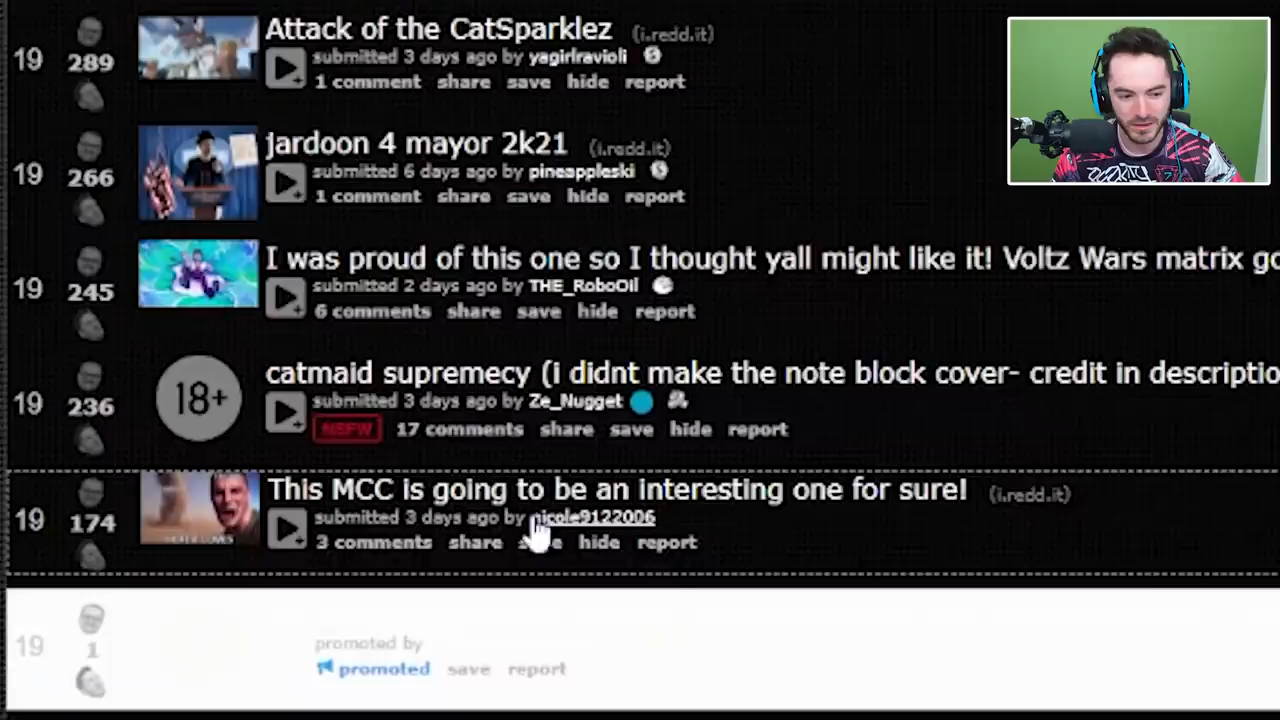 Attack of the CatSparklez (i.redd.it)
19 289 submitted 3 days ago by yagirlravioli
1 comment share save hide report
jardoon 4 mayor 2k21 (i.redd.it)
19 266 submitted 6 days ago by pineappleski
1 comment share save hide report
I was proud of this one so I thought yall might like it! Voltz Wars matrix go
19 245 submitted 2 days ago by THE_RoboOil
6 comments share save hide report
catmaid supremecy (i didnt make the note block cover- credit in descriptio
19 236 18+ submitted 3 days ago by Ze_Nugget
NSFW 17 comments share save hide report
This MCC is going to be an interesting one for sure! (i.redd.it)
19 174 submitted 3 days ago by nicole9122006
3 comments share hide report
19 1 promoted by
promoted save report